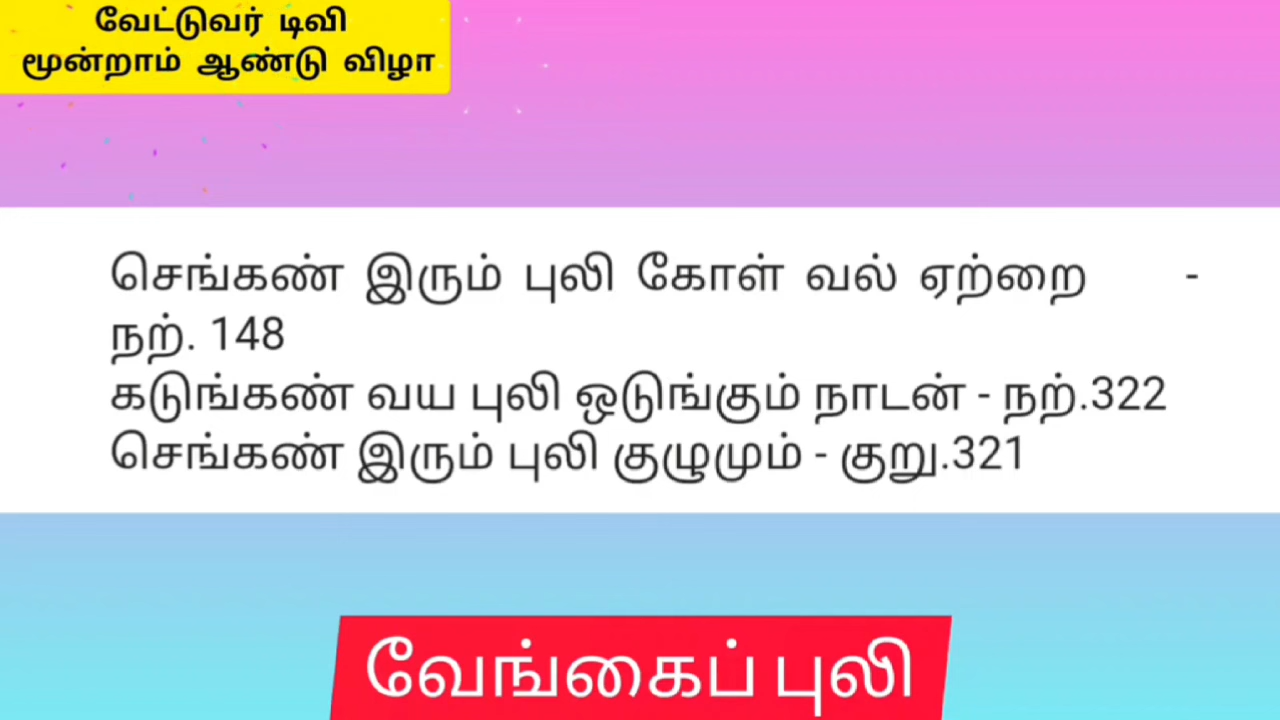 வேட்டுவர் டிவி
மூன்றாம் ஆண்டு விழா
செங்கண் இரும் புலி கோள் வல் ஏற்றை -
நற். 148
கடுங்கண் வய புலி ஒடுங்கும் நாடன் - நற்.322
செங்கண் இரும் புலி குழுமும் - குறு.321
வேங்கைப் புலி